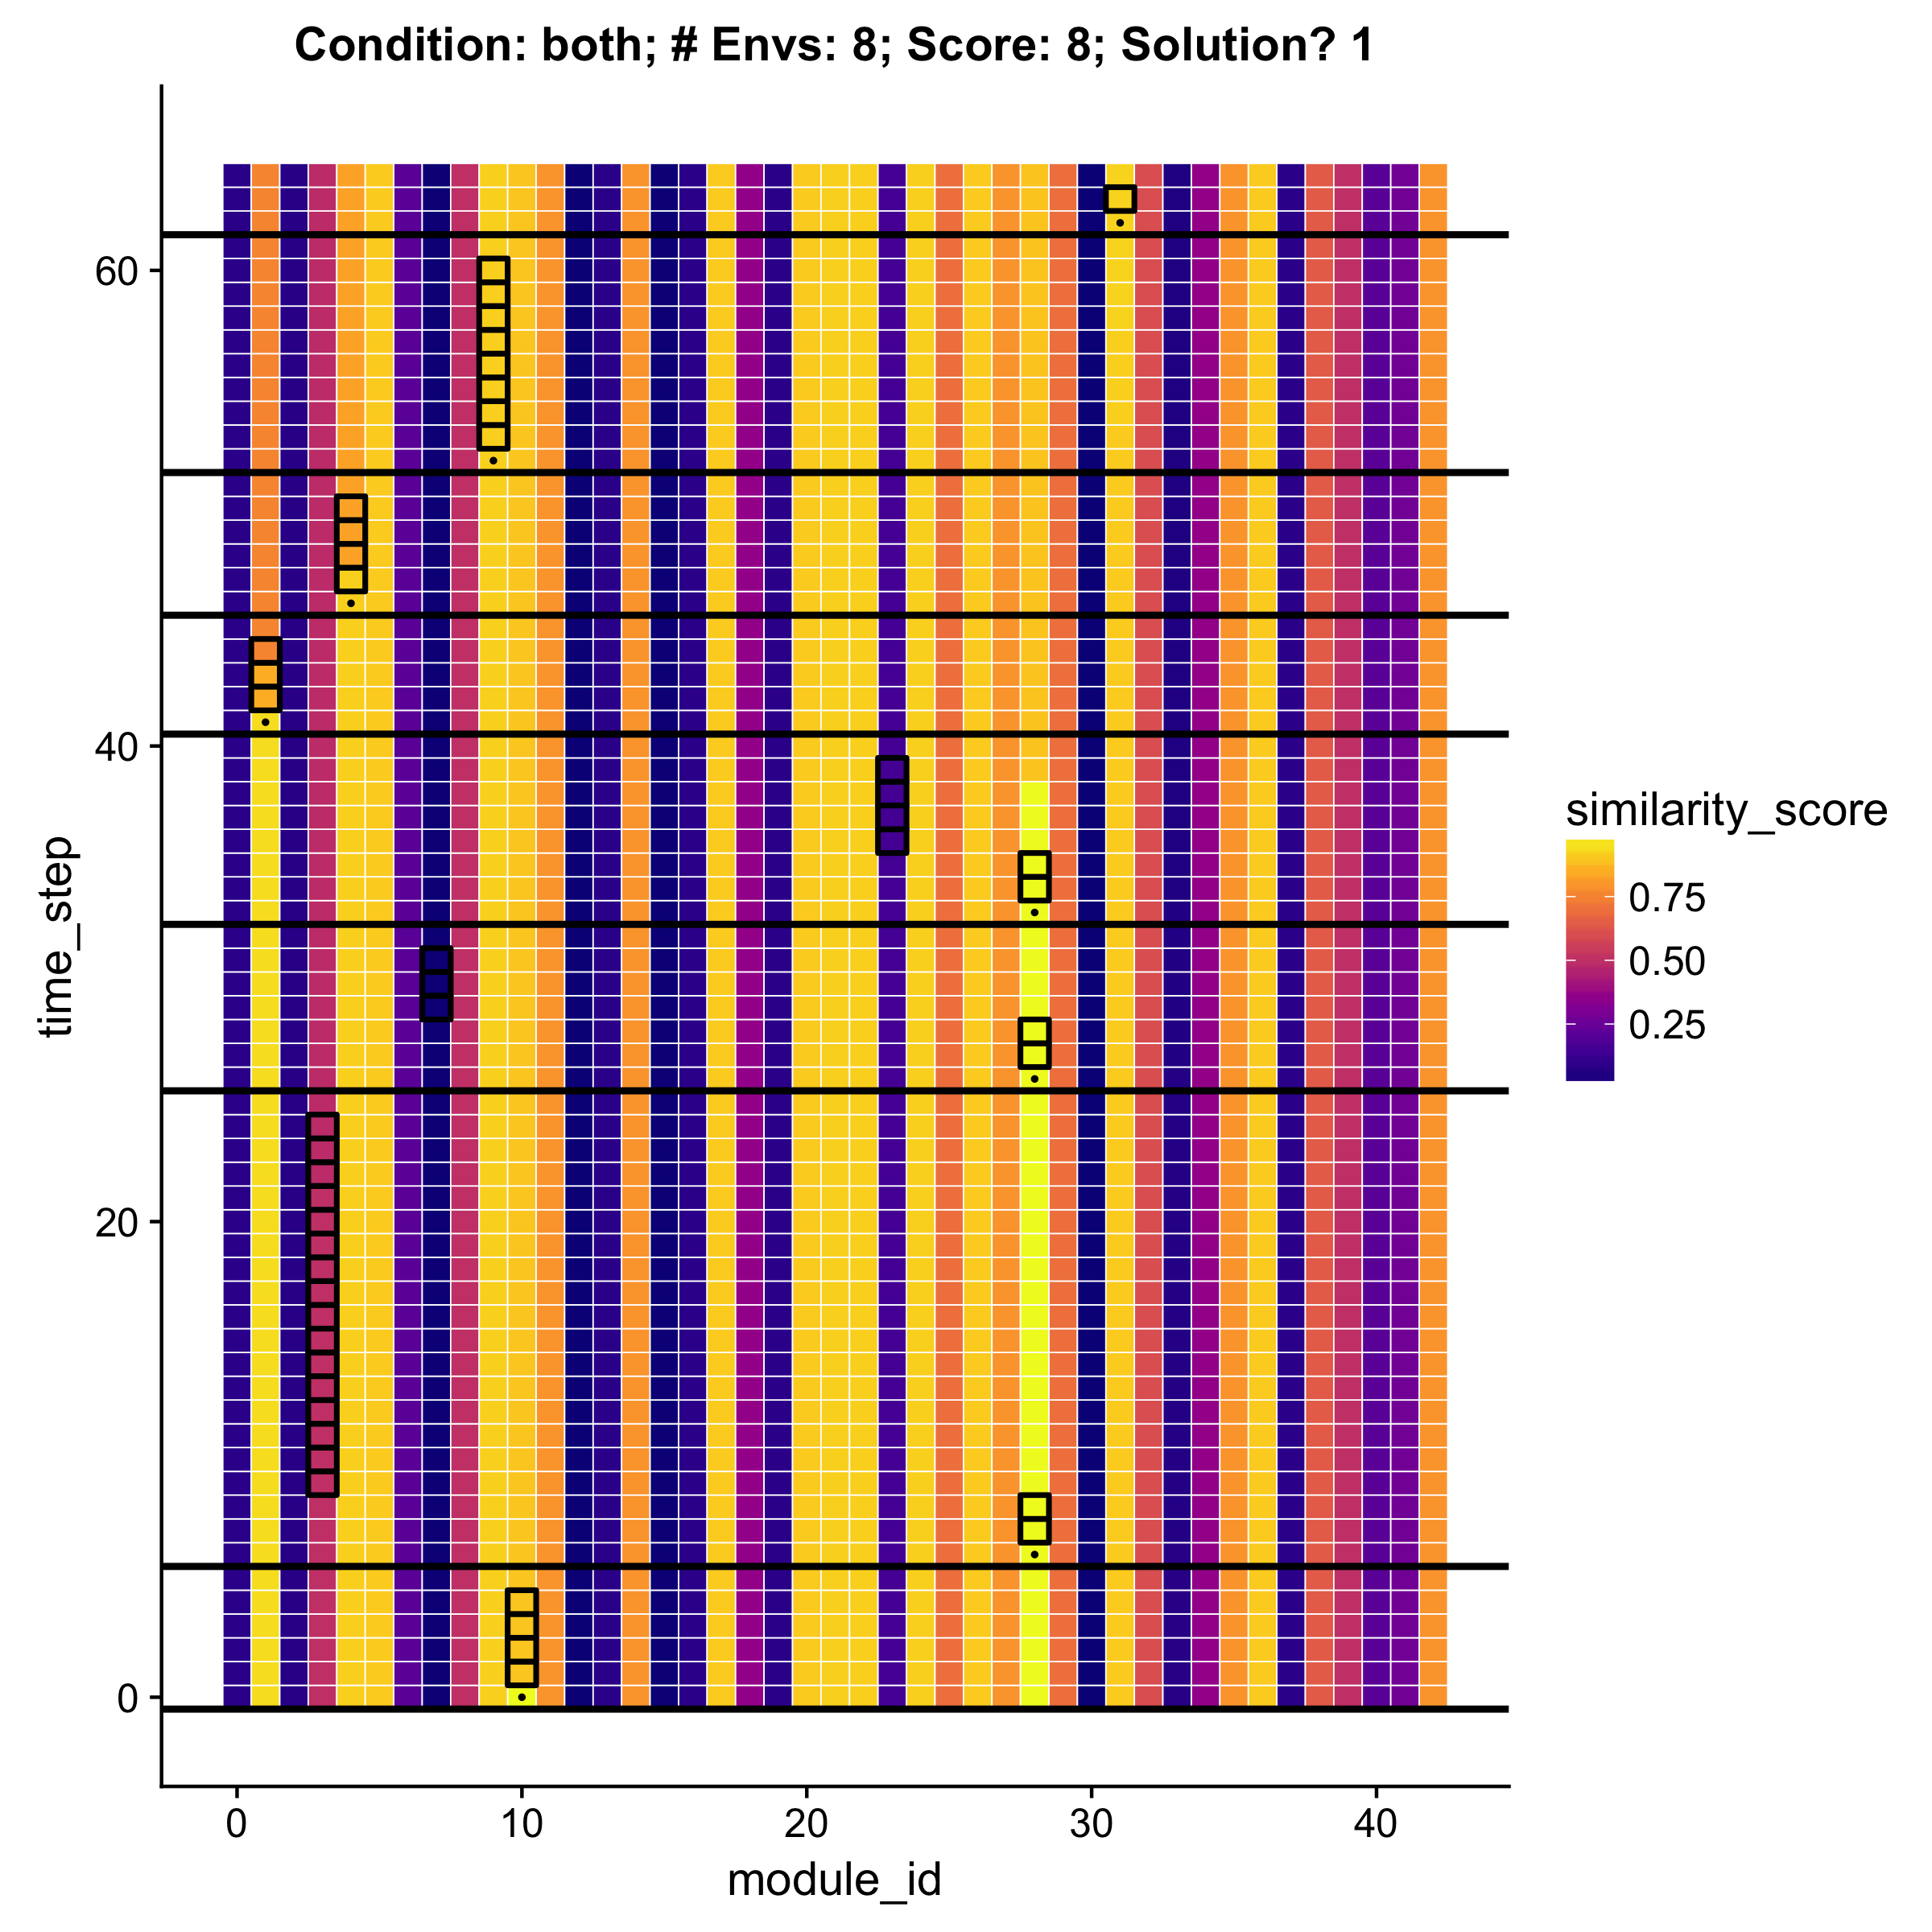 Condition: both; # Envs: 8; Score: 8; Solution? 1
60
40
20
0
time_step
0 10 20 30 40
module_id
similarity_score
0.75
0.50
0.25